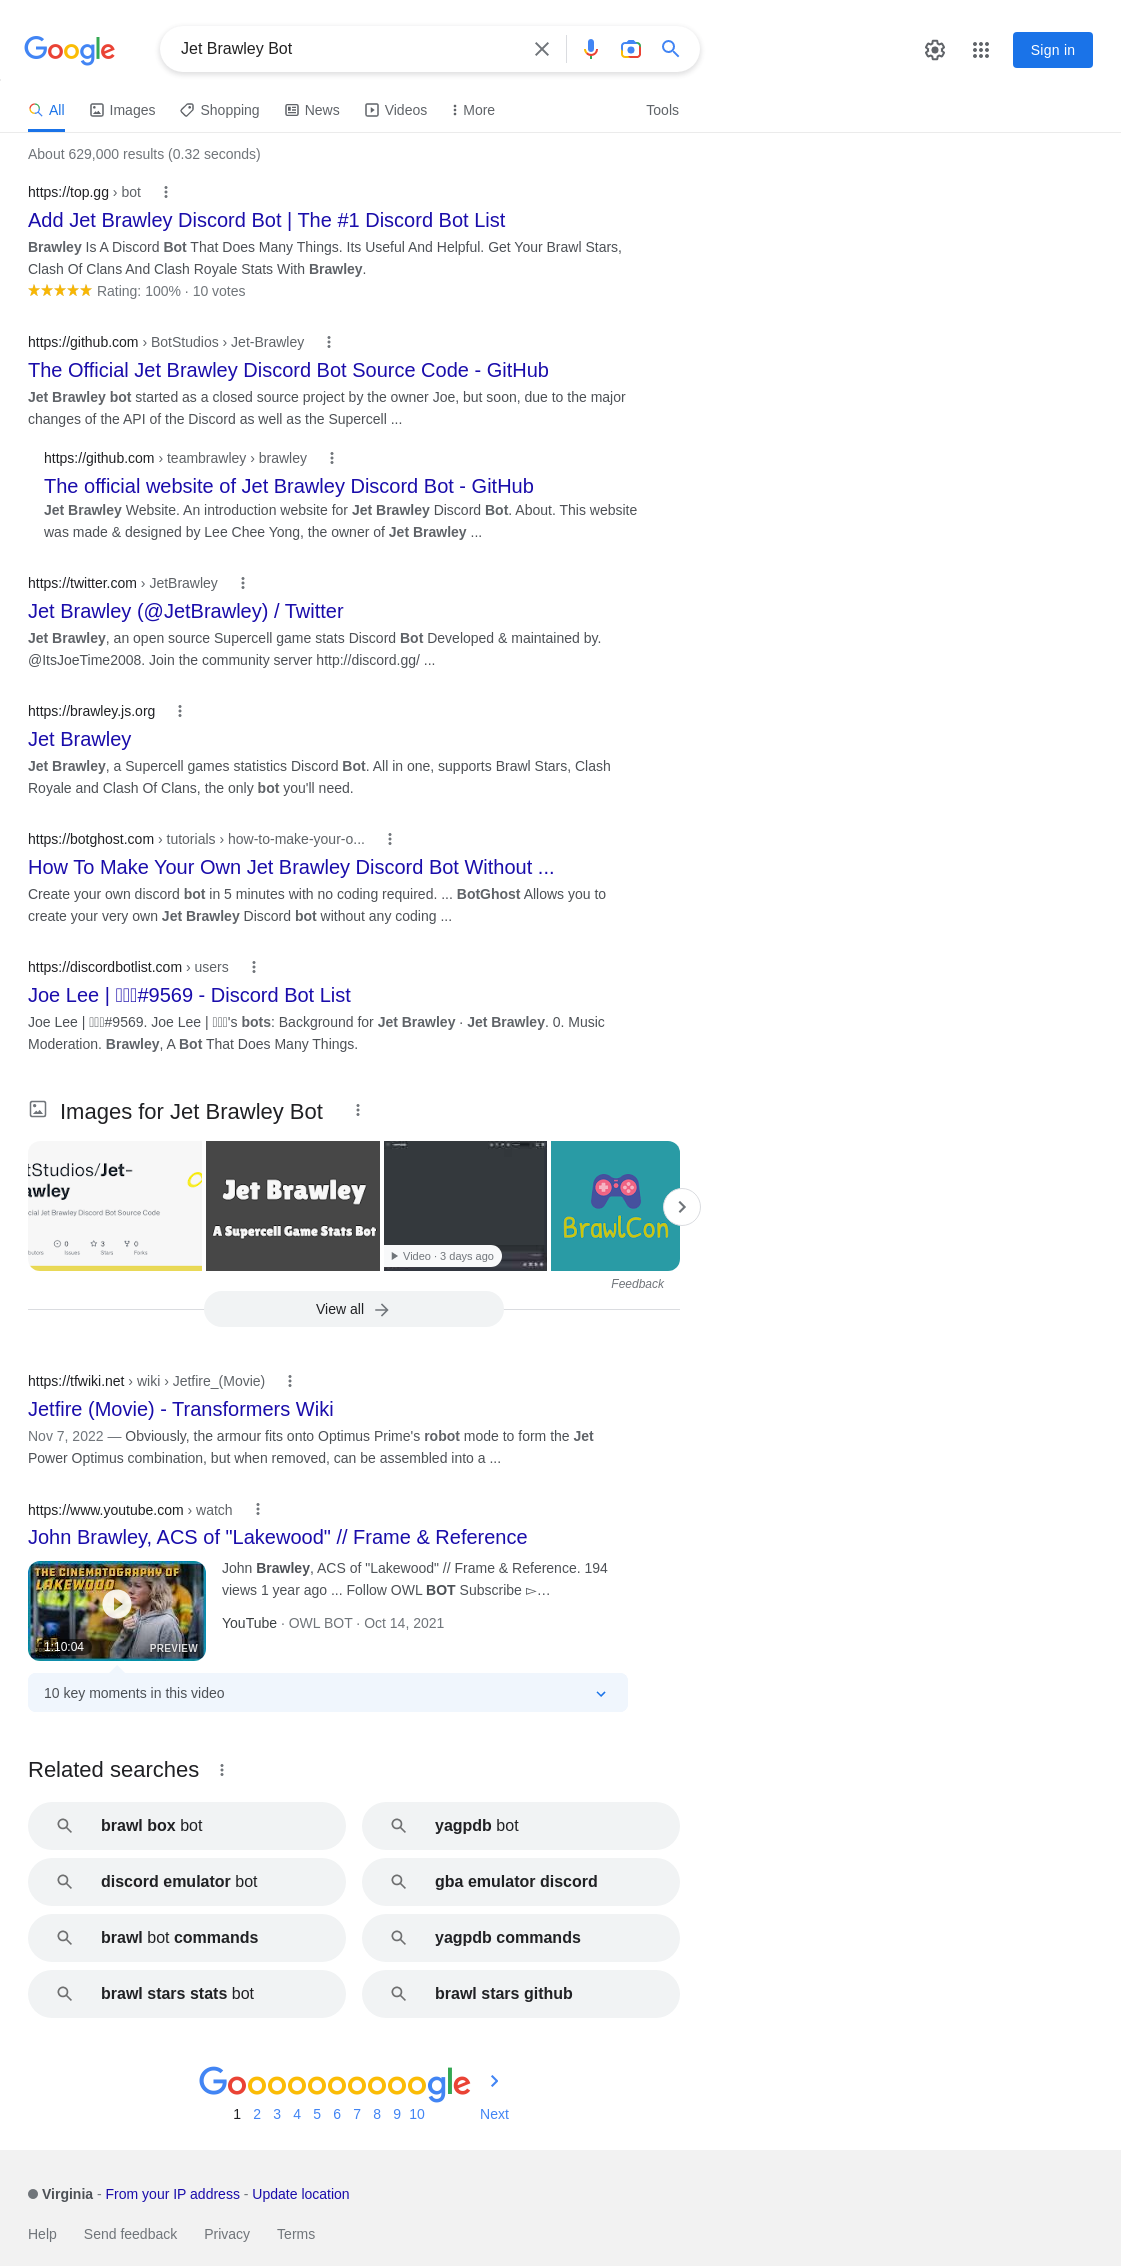 Google
Jet Brawley Bot
Sign in
All
Images
Shopping
News
Videos
More
Tools
About 629,000 results (0.32 seconds)
https://top.gg › bot
Add Jet Brawley Discord Bot | The #1 Discord Bot List
Brawley Is A Discord Bot That Does Many Things. Its Useful And Helpful. Get Your Brawl Stars,
Clash Of Clans And Clash Royale Stats With Brawley.
Rating: 100% · 10 votes
https://github.com › BotStudios › Jet-Brawley
The Official Jet Brawley Discord Bot Source Code - GitHub
Jet Brawley bot started as a closed source project by the owner Joe, but soon, due to the major
changes of the API of the Discord as well as the Supercell ...
https://github.com › teambrawley › brawley
The official website of Jet Brawley Discord Bot - GitHub
Jet Brawley Website. An introduction website for Jet Brawley Discord Bot. About. This website
was made & designed by Lee Chee Yong, the owner of Jet Brawley ...
https://twitter.com › JetBrawley
Jet Brawley (@JetBrawley) / Twitter
Jet Brawley, an open source Supercell game stats Discord Bot Developed & maintained by.
@ItsJoeTime2008. Join the community server http://discord.gg/ ...
https://brawley.js.org
Jet Brawley
Jet Brawley, a Supercell games statistics Discord Bot. All in one, supports Brawl Stars, Clash
Royale and Clash Of Clans, the only bot you'll need.
https://botghost.com › tutorials › how-to-make-your-o...
How To Make Your Own Jet Brawley Discord Bot Without ...
Create your own discord bot in 5 minutes with no coding required. ... BotGhost Allows you to
create your very own Jet Brawley Discord bot without any coding ...
https://discordbotlist.com › users
Joe Lee | #9569 - Discord Bot List
Joe Lee | #9569. Joe Lee | 's bots: Background for Jet Brawley · Jet Brawley. 0. Music
Moderation. Brawley, A Bot That Does Many Things.
Images for Jet Brawley Bot
tStudios/Jet-
awley
cial Jet Brawley Discord Bot Source Code
0 3 0
butors Issues Stars Forks
Jet Brawley
A Supercell Game Stats Bot
Video · 3 days ago
BrawlCon
Feedback
View all
https://tfwiki.net › wiki › Jetfire_(Movie)
Jetfire (Movie) - Transformers Wiki
Nov 7, 2022 — Obviously, the armour fits onto Optimus Prime's robot mode to form the Jet
Power Optimus combination, but when removed, can be assembled into a ...
https://www.youtube.com › watch
John Brawley, ACS of "Lakewood" // Frame & Reference
THE CINEMATOGRAPHY OF
LAKEWOOD
1:10:04
PREVIEW
John Brawley, ACS of "Lakewood" // Frame & Reference. 194
views 1 year ago ... Follow OWL BOT Subscribe ▻…
YouTube · OWL BOT · Oct 14, 2021
10 key moments in this video
Related searches
brawl box bot
yagpdb bot
discord emulator bot
gba emulator discord
brawl bot commands
yagpdb commands
brawl stars stats bot
brawl stars github
Goooooooooogle
1 2 3 4 5 6 7 8 9 10 Next
Virginia - From your IP address - Update location
Help Send feedback Privacy Terms